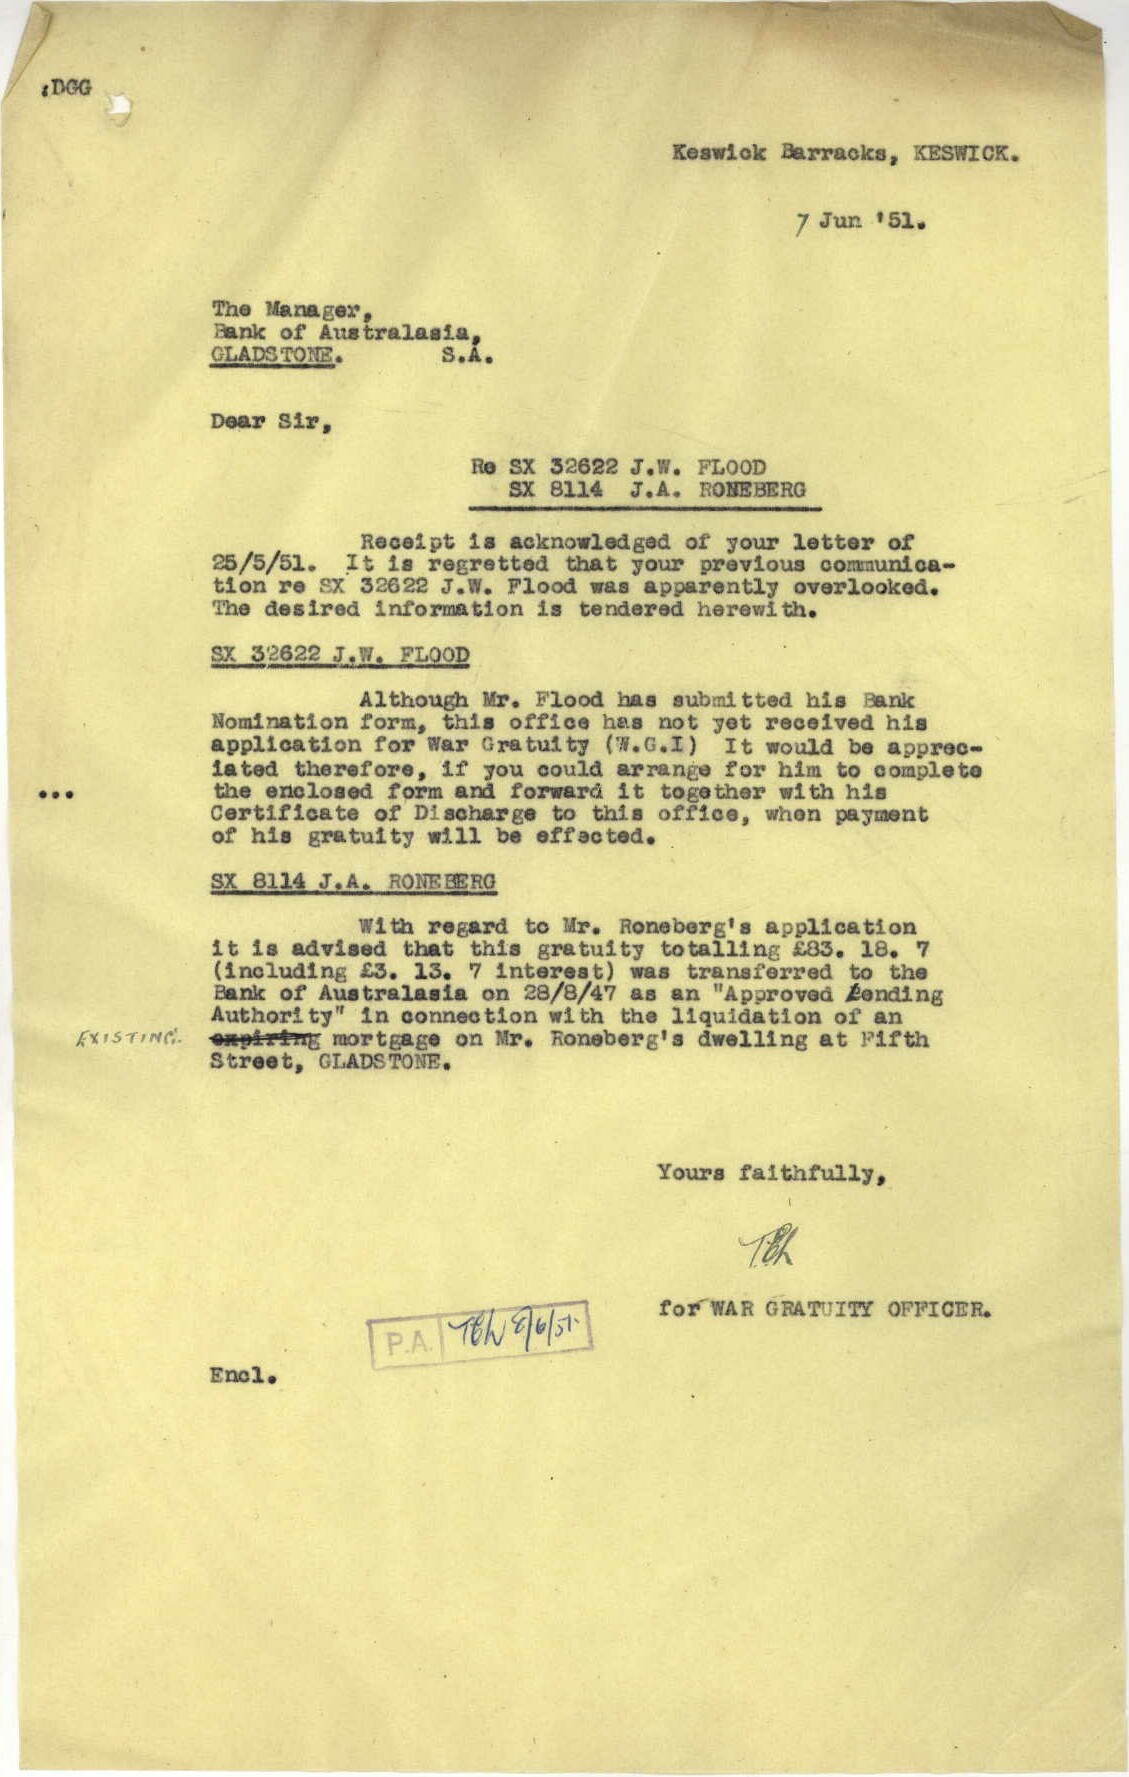 :DGG
Keswick Barracks, KESWICK.
7 Jun '51.
The Manager,
Bank of Australasia,
GLADSTONE. S.A.
Dear Sir,
Re SX 32622 J.W. FLOOD
SX 8114 J.A. RONEBERG
Receipt is acknowledged of your letter of
25/5/51. It is regretted that your previous communica-
tion re SX 32622 J.W. Flood was apparently overlooked.
The desired information is tendered herewith.
SX 32622 J.W. FLOOD
Although Mr. Flood has submitted his Bank
Nomination form, this office has not yet received his
application for War Gratuity (W.G.I) It would be apprec-
iated therefore, if you could arrange for him to complete
... the enclosed form and forward it together with his
Certificate of Discharge to this office, when payment
of his gratuity will be effected.
SX 8114 J.A. RONEBERG
With regard to Mr. Roneberg's application
it is advised that this gratuity totalling £83. 18. 7
(including £3. 13. 7 interest) was transferred to the
Bank of Australasia on 28/8/47 as an "Approved Lending
Authority" in connection with the liquidation of an
EXISTING. expiring mortgage on Mr. Roneberg's dwelling at Fifth
Street, GLADSTONE.
Yours faithfully,
for WAR GRATUITY OFFICER.
P.A. 8/6/51.
Encl.